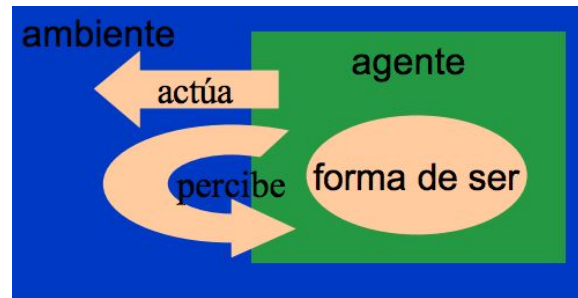 ambiente
agente
actúa
percibe
forma de ser